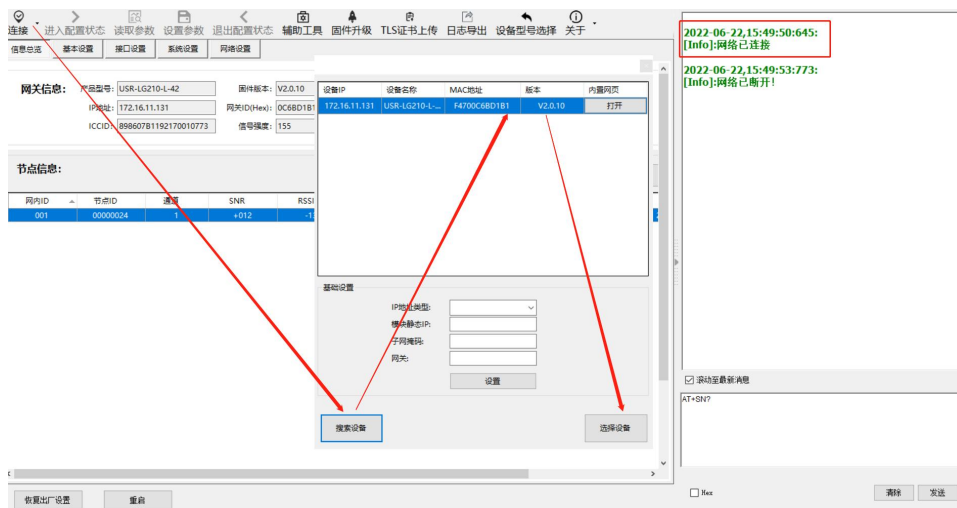 连接 进入配置状态 读取参数 设置参数 退出配置状态 辅助工具 固件升级 TLS证书上传 日志导出 设备型号选择 关于
信息总览 基本设置 接口设置 系统设置 网络设置
网关信息: 产品型号: USR-LG210-L-42 固件版本: V2.0.10
IP地址: 172.16.11.131 网关ID(Hex): 0C6BD1B1
ICCID: 898607B1192170010773 信号强度: 155
节点信息:
网内ID 节点ID 通道 SNR RSSI
001 00000024 1 +012
设备IP 设备名称 MAC地址 版本 内置网页
172.16.11.131 USR-LG210-L-... F4700C6BD1B1 V2.0.10 打开
基础设置
IP地址类型:
模块静态IP:
子网掩码:
网关:
设置
搜索设备 选择设备
恢复出厂设置 重启
2022-06-22,15:49:50:645:
[Info]:网络已连接
2022-06-22,15:49:53:773:
[Info]:网络已断开!
滚动至最新消息
AT+SN?
Hex 清除 发送